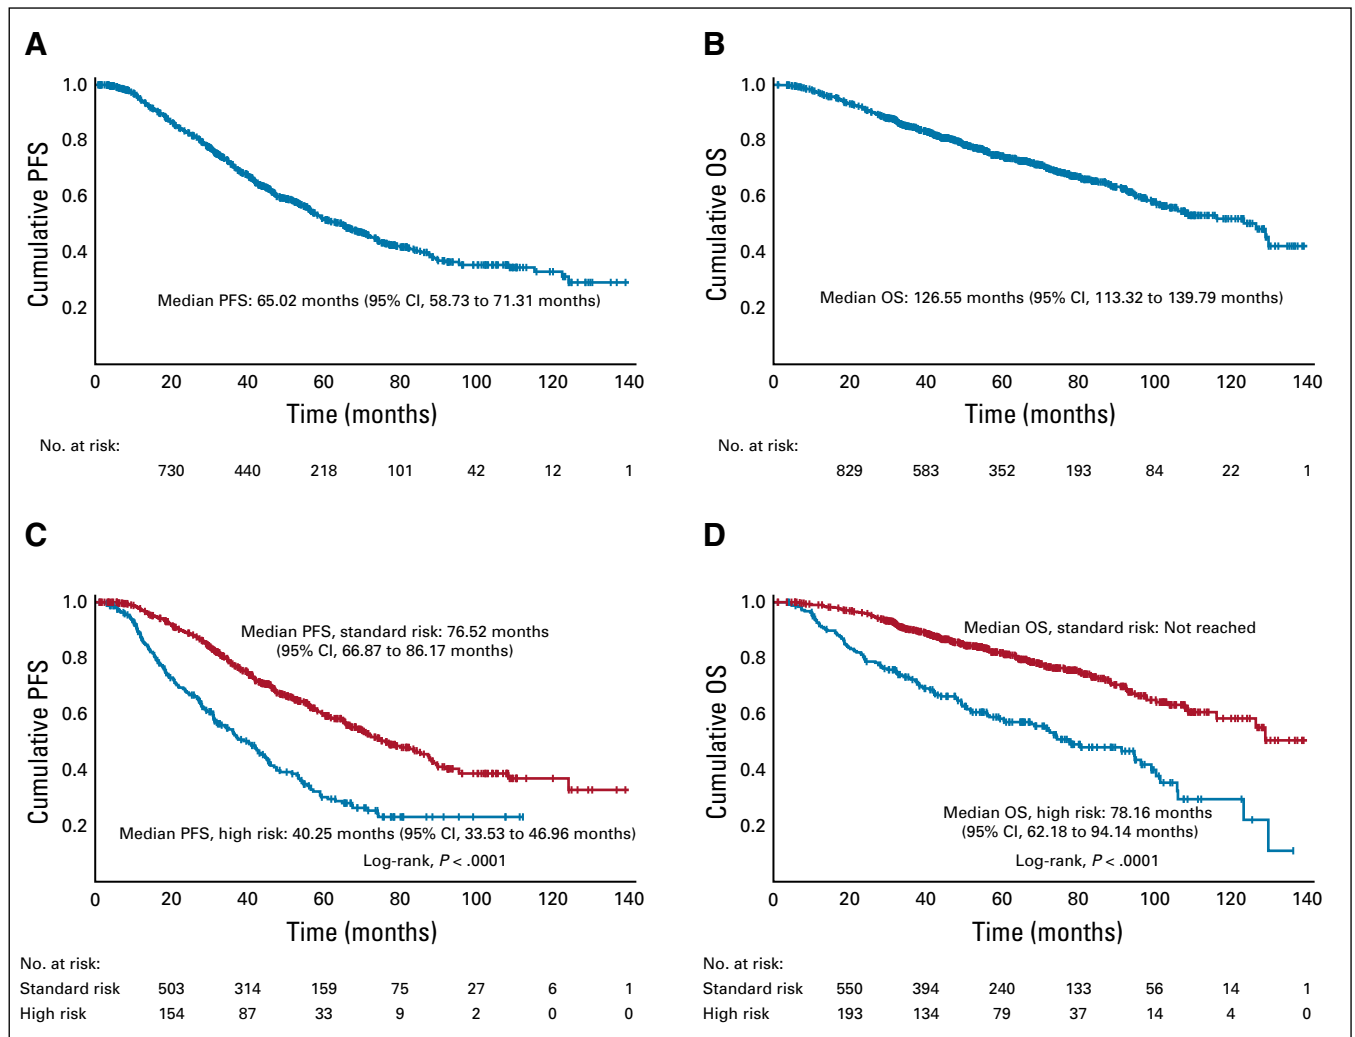 A
Cumulative PFS
1.0
0.8
0.6
0.4
0.2
Median PFS: 65.02 months (95% CI, 58.73 to 71.31 months)
0 20 40 60 80 100 120 140
Time (months)
No. at risk:
730 440 218 101 42 12 1
B
Cumulative OS
1.0
0.8
0.6
0.4
0.2
Median OS: 126.55 months (95% CI, 113.32 to 139.79 months)
0 20 40 60 80 100 120 140
Time (months)
No. at risk:
829 583 352 193 84 22 1
C
Cumulative PFS
1.0
0.8
0.6
0.4
0.2
Median PFS, standard risk: 76.52 months
(95% CI, 66.87 to 86.17 months)
Median PFS, high risk: 40.25 months (95% CI, 33.53 to 46.96 months)
Log-rank, P < .0001
0 20 40 60 80 100 120 140
Time (months)
No. at risk:
Standard risk 503 314 159 75 27 6 1
High risk 154 87 33 9 2 0 0
D
Cumulative OS
1.0
0.8
0.6
0.4
0.2
Median OS, standard risk: Not reached
Median OS, high risk: 78.16 months
(95% CI, 62.18 to 94.14 months)
Log-rank, P < .0001
0 20 40 60 80 100 120 140
Time (months)
No. at risk:
Standard risk 550 394 240 133 56 14 1
High risk 193 134 79 37 14 4 0